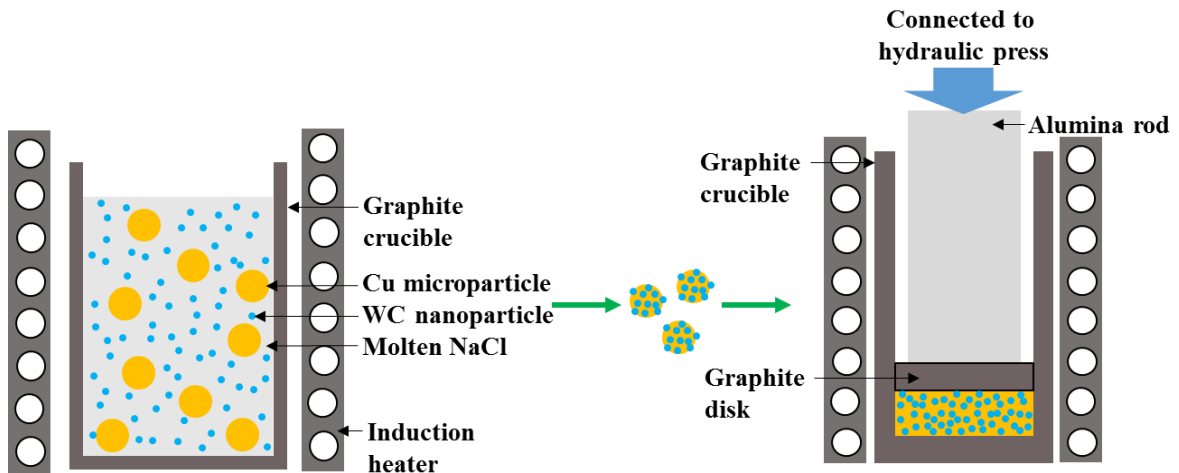 Graphite
crucible
Cu microparticle
WC nanoparticle
Molten NaCl
Induction
heater
Connected to
hydraulic press
Alumina rod
Graphite
crucible
Graphite
disk